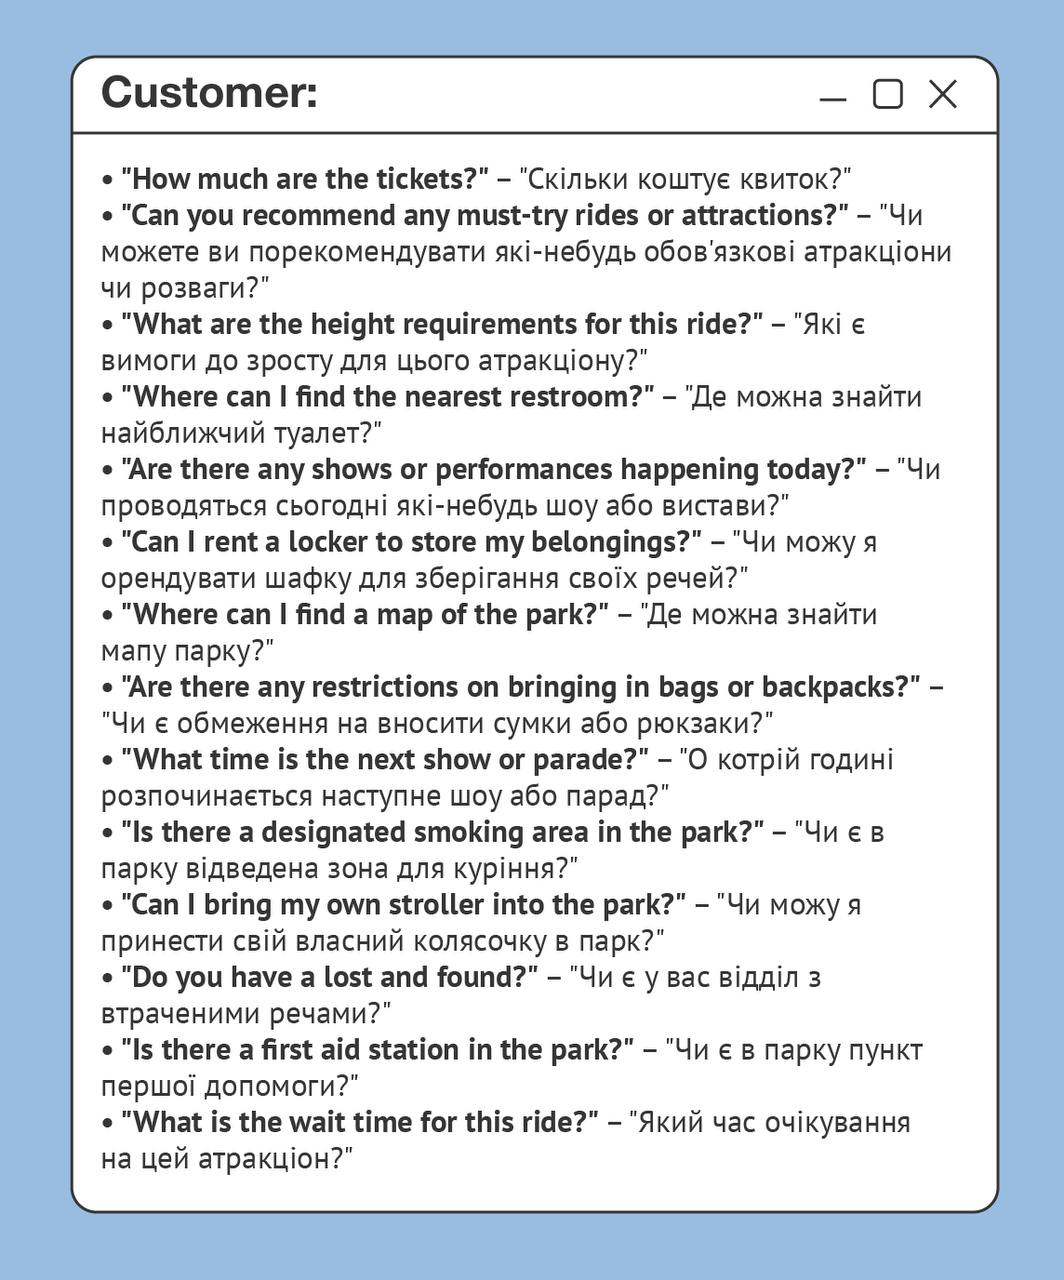 Customer:
• "How much are the tickets?" – "Скільки коштує квиток?"
• "Can you recommend any must-try rides or attractions?" – "Чи
можете ви порекомендувати які-небудь обов'язкові атракціони
чи розваги?"
• "What are the height requirements for this ride?" – "Які є
вимоги до зросту для цього атракціону?"
• "Where can I find the nearest restroom?" – "Де можна знайти
найближчий туалет?"
• "Are there any shows or performances happening today?" – "Чи
проводяться сьогодні які-небудь шоу або вистави?"
• "Can I rent a locker to store my belongings?" – "Чи можу я
орендувати шафку для зберігання своїх речей?"
• "Where can I find a map of the park?" – "Де можна знайти
мапу парку?"
• "Are there any restrictions on bringing in bags or backpacks?" –
"Чи є обмеження на вносити сумки або рюкзаки?"
• "What time is the next show or parade?" – "О котрій годині
розпочинається наступне шоу або парад?"
• "Is there a designated smoking area in the park?" – "Чи є в
парку відведена зона для куріння?"
• "Can I bring my own stroller into the park?" – "Чи можу я
принести свій власний колясочку в парк?"
• "Do you have a lost and found?" – "Чи є у вас відділ з
втраченими речами?"
• "Is there a first aid station in the park?" – "Чи є в парку пункт
першої допомоги?"
• "What is the wait time for this ride?" – "Який час очікування
на цей атракціон?"